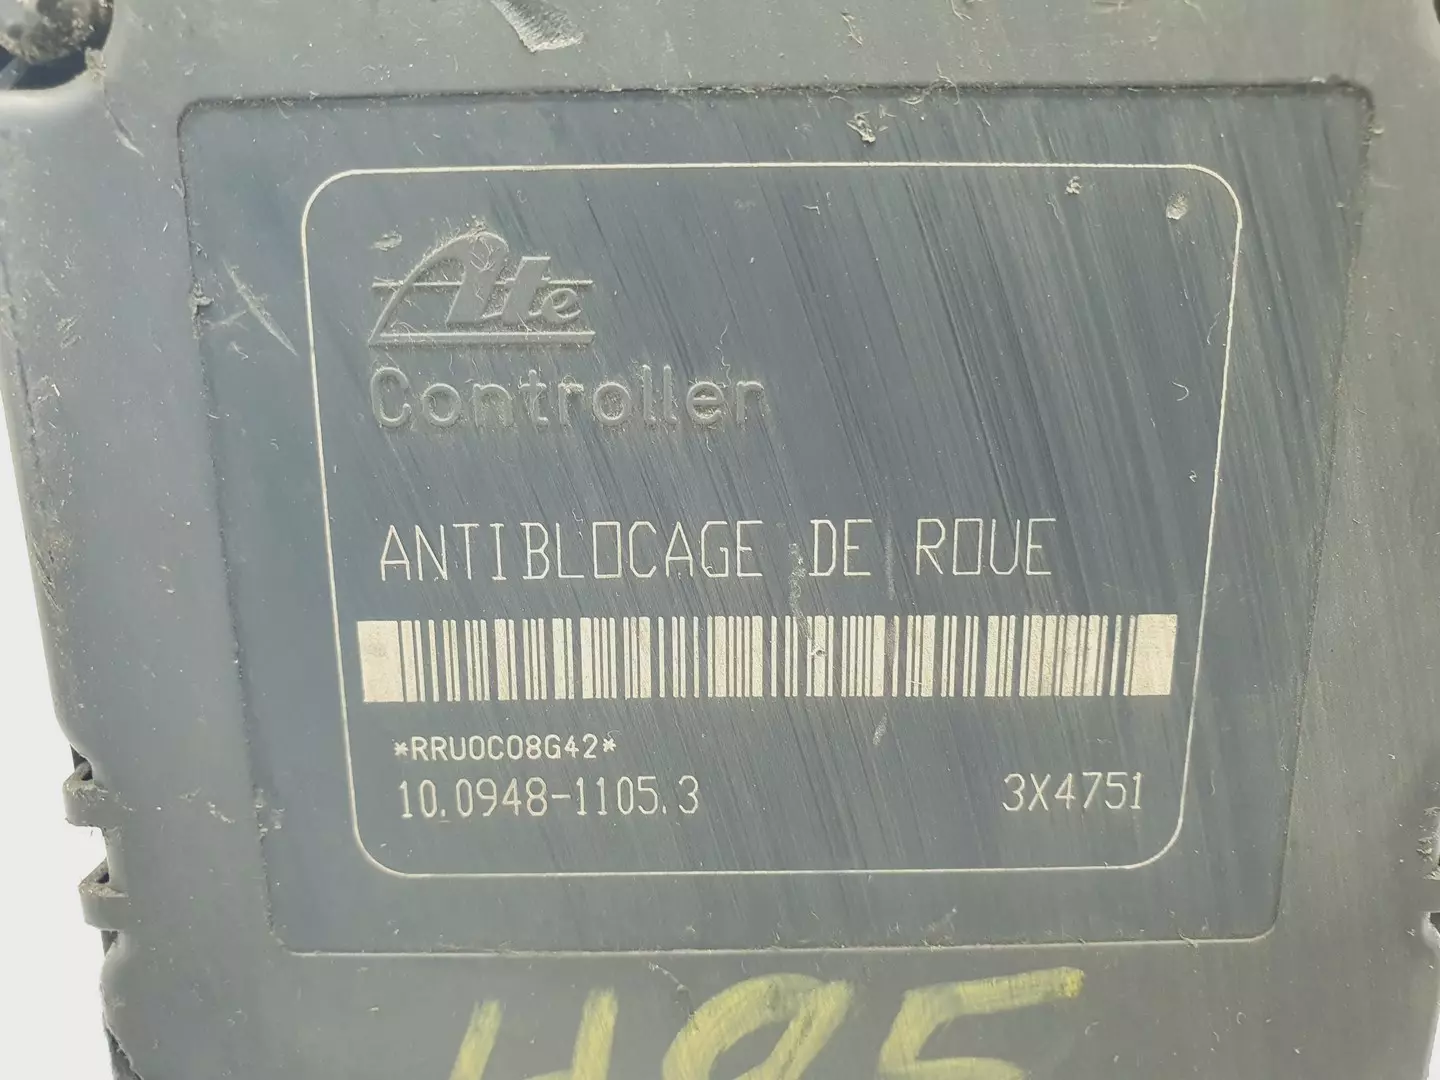 Ate
Controller
ANTIBLOCAGE DE ROUE
*RRU0C08G42*
10.0948-1105.3 3X4751